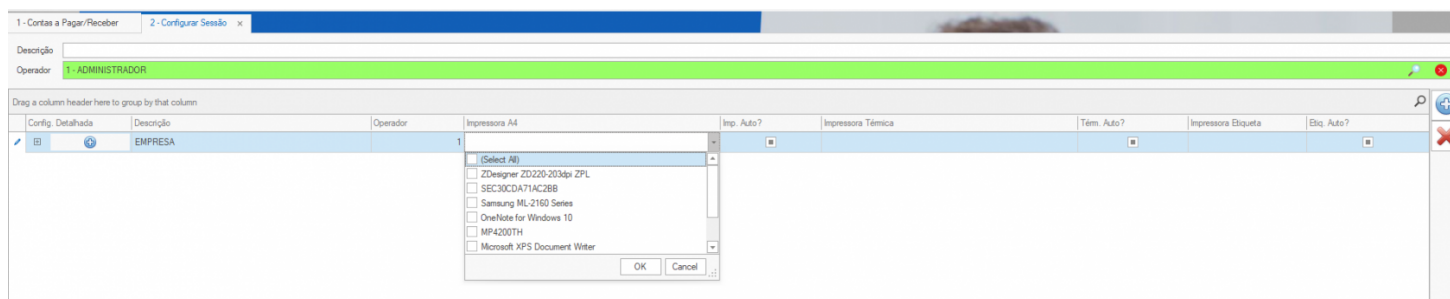 1 - Contas a Pagar/Receber 2 - Configurar Sessão ×
Descrição
Operador 1 - ADMINISTRADOR
Drag a column header here to group by that column
Config. Detalhada Descrição Operador Impressora A4 Imp. Auto? Impressora Térmica Térm. Auto? Impressora Etiqueta Etiq. Auto?
EMPRESA 1
(Select All)
ZDesigner ZD220-203dpi ZPL
SEC30CDA71AC2BB
Samsung ML-2160 Series
OneNote for Windows 10
MP4200TH
Microsoft XPS Document Writer
OK Cancel